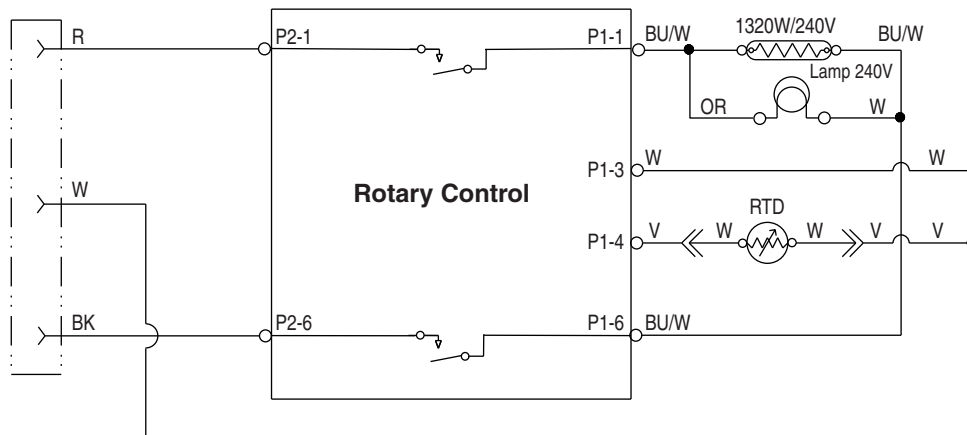 R P2-1 P1-1 BU/W 1320W/240V BU/W
Lamp 240V
OR W
W Rotary Control P1-3 W W
RTD
P1-4 V W W V V
BK P2-6 P1-6 BU/W